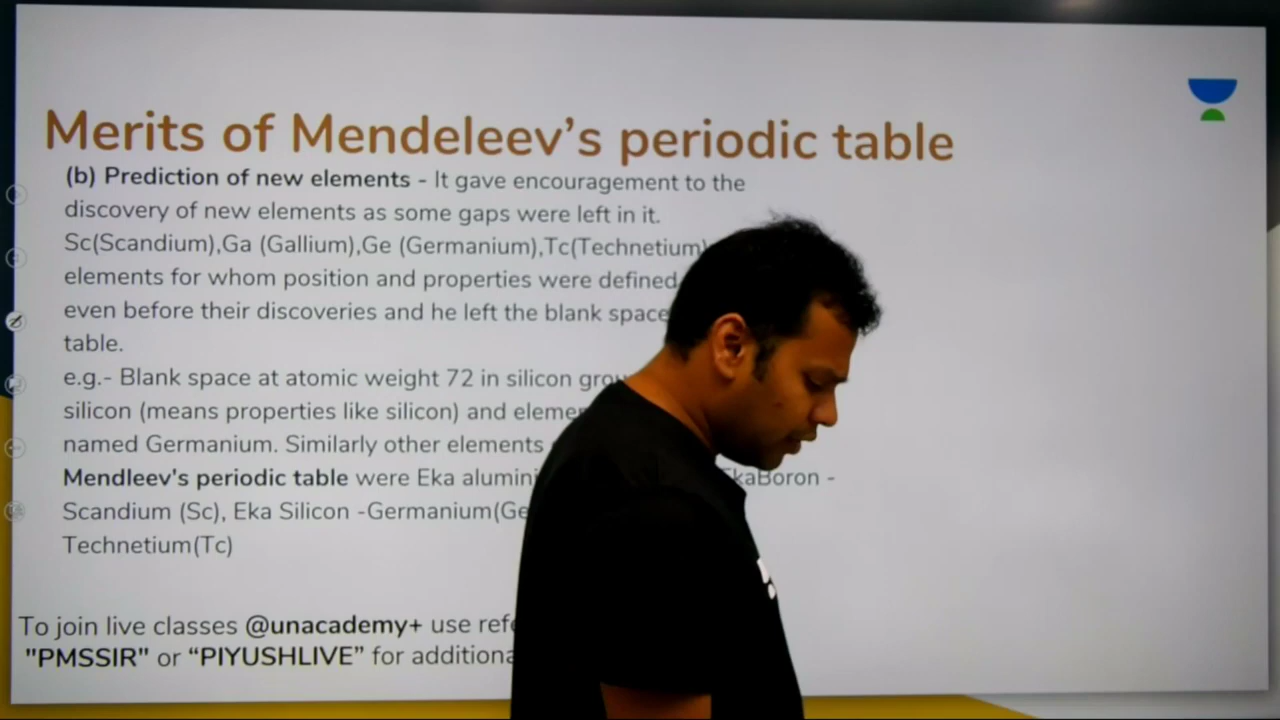 Merits of Mendeleev's periodic table
(b) Prediction of new elements - It gave encouragement to the
discovery of new elements as some gaps were left in it.
Sc(Scandium),Ga (Gallium),Ge (Germanium),Tc(Technetium)
elements for whom position and properties were defined
even before their discoveries and he left the blank space
table.
e.g.- Blank space at atomic weight 72 in silicon
silicon (means properties like silicon) and
named Germanium. Similarly other elements
Mendleev's periodic table were Eka EkaBoron -
Scandium (Sc), Eka Silicon -Germanium(Ge
Technetium(Tc)
To join live classes @unacademy+ use
"PMSSIR" or “PIYUSHLIVE” for